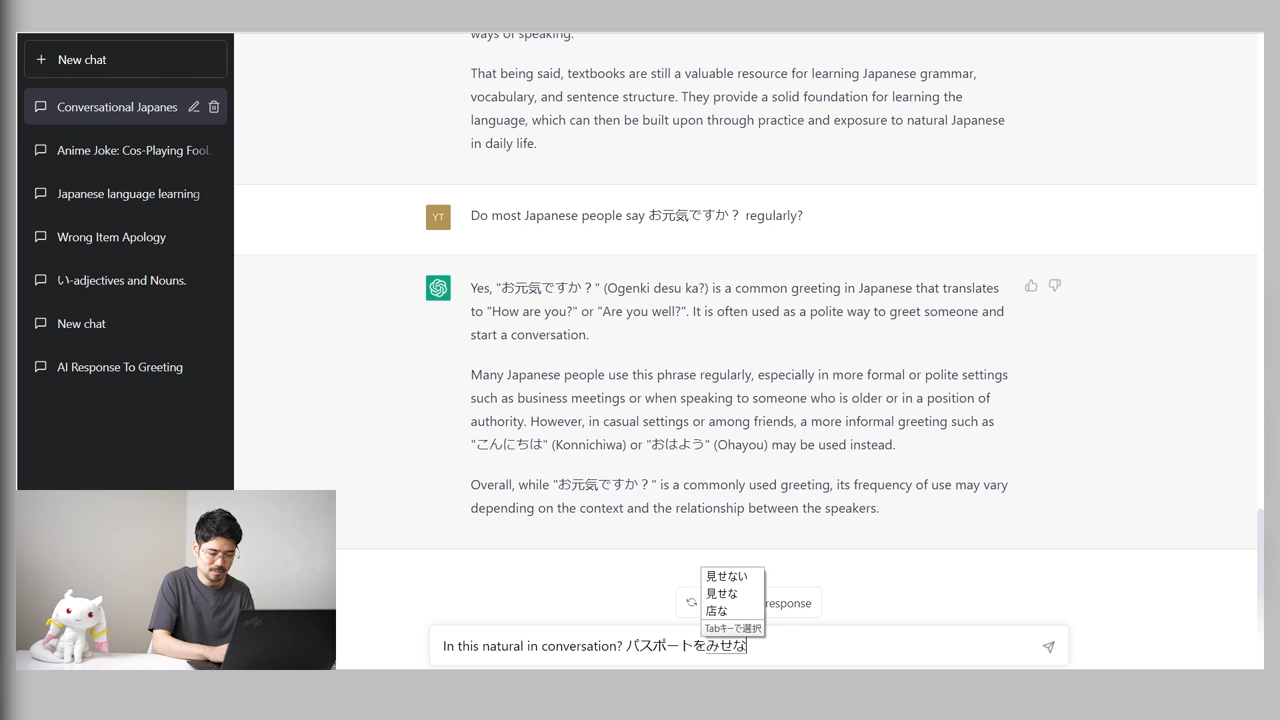 New chat
Conversational Japanes
Anime Joke: Cos-Playing Fool.
Japanese language learning
Wrong Item Apology
い-adjectives and Nouns.
New chat
AI Response To Greeting
ways of speaking.
That being said, textbooks are still a valuable resource for learning Japanese grammar,
vocabulary, and sentence structure. They provide a solid foundation for learning the
language, which can then be built upon through practice and exposure to natural Japanese
in daily life.
YT
Do most Japanese people say お元気ですか？ regularly?
Yes, "お元気ですか？" (Ogenki desu ka?) is a common greeting in Japanese that translates
to "How are you?" or "Are you well?". It is often used as a polite way to greet someone and
start a conversation.
Many Japanese people use this phrase regularly, especially in more formal or polite settings
such as business meetings or when speaking to someone who is older or in a position of
authority. However, in casual settings or among friends, a more informal greeting such as
"こんにちは" (Konnichiwa) or "おはよう" (Ohayou) may be used instead.
Overall, while "お元気ですか？" is a commonly used greeting, its frequency of use may vary
depending on the context and the relationship between the speakers.
見せない
見せな
店な
Tabキーで選択
response
In this natural in conversation? パスポートをみせな